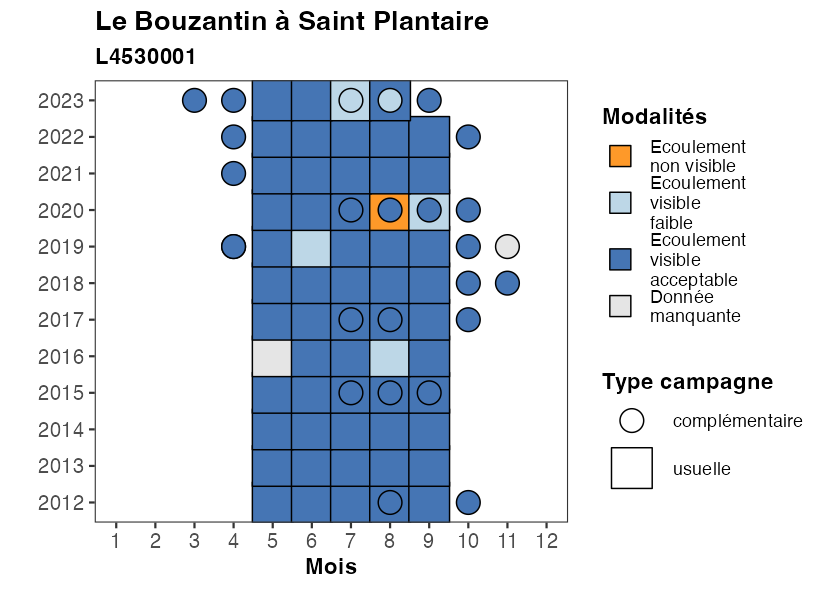 Le Bouzantin à Saint Plantaire
L4530001
2023
2022
2021
2020
2019
2018
2017
2016
2015
2014
2013
2012
1 2 3 4 5 6 7 8 9 10 11 12
Mois
Modalités
Ecoulement
non visible
Ecoulement
visible
faible
Ecoulement
visible
acceptable
Donnée
manquante
Type campagne
complémentaire
usuelle